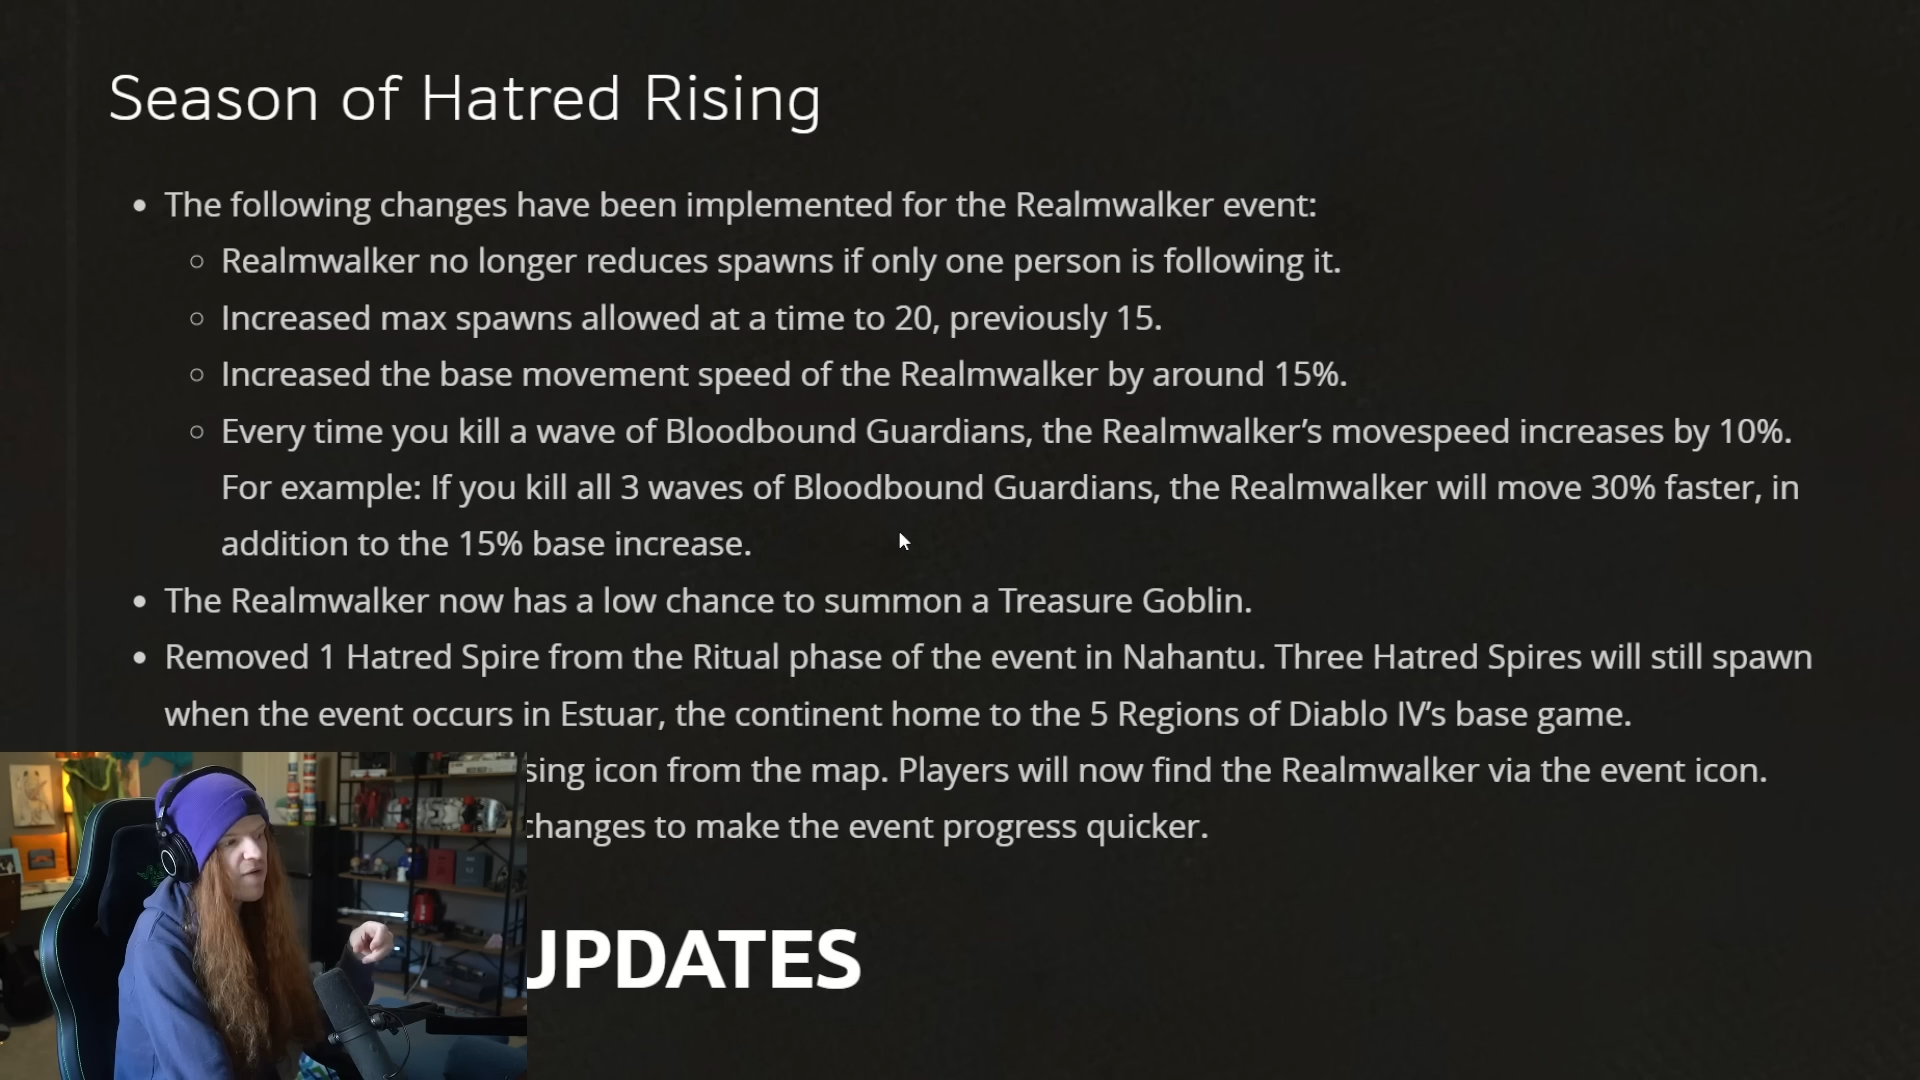 Season of Hatred Rising
• The following changes have been implemented for the Realmwalker event:
○ Realmwalker no longer reduces spawns if only one person is following it.
○ Increased max spawns allowed at a time to 20, previously 15.
○ Increased the base movement speed of the Realmwalker by around 15%.
○ Every time you kill a wave of Bloodbound Guardians, the Realmwalker’s movespeed increases by 10%.
For example: If you kill all 3 waves of Bloodbound Guardians, the Realmwalker will move 30% faster, in
addition to the 15% base increase.
• The Realmwalker now has a low chance to summon a Treasure Goblin.
• Removed 1 Hatred Spire from the Ritual phase of the event in Nahantu. Three Hatred Spires will still spawn
when the event occurs in Estuar, the continent home to the 5 Regions of Diablo IV’s base game.
sing icon from the map. Players will now find the Realmwalker via the event icon.
changes to make the event progress quicker.
UPDATES